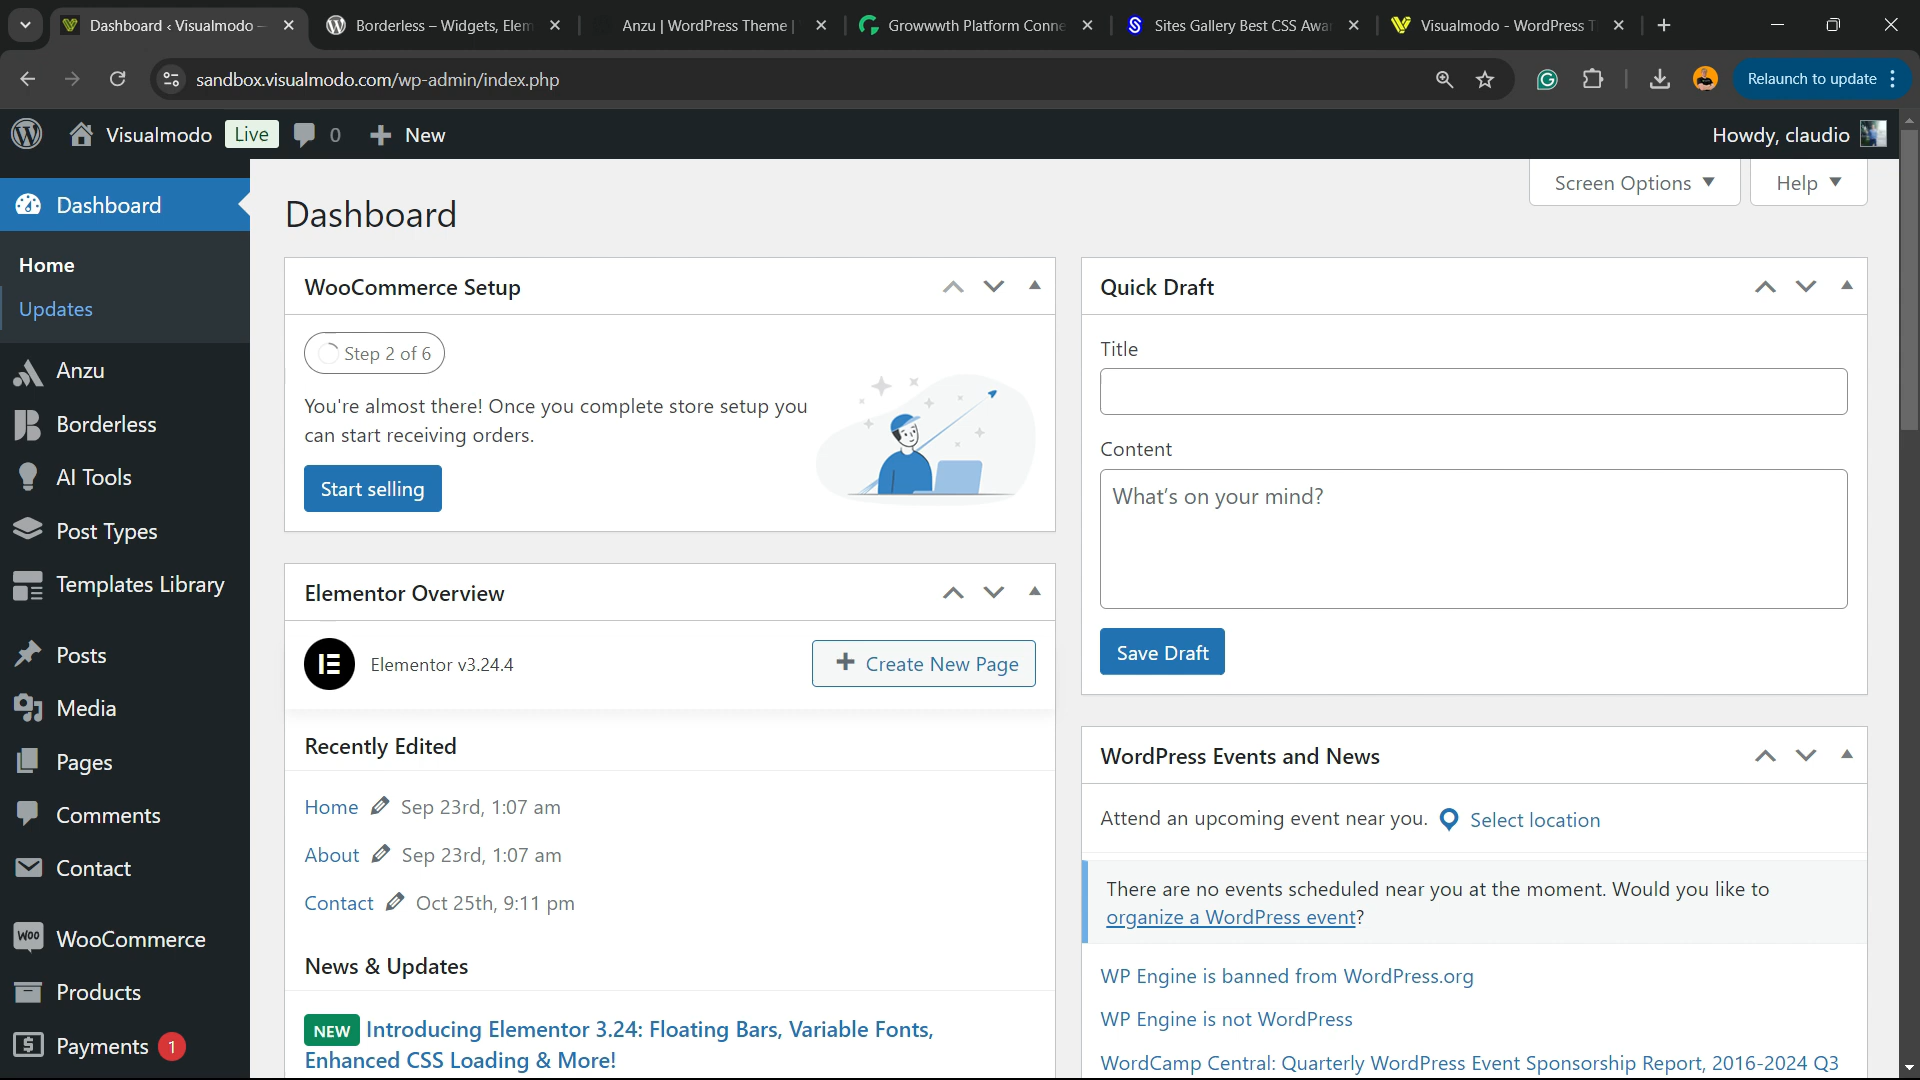 Dashboard ‹ Visualmodo –
Borderless – Widgets, Elem
Anzu | WordPress Theme |
Growwwth Platform Conne
Sites Gallery Best CSS Awa
Visualmodo - WordPress T
sandbox.visualmodo.com/wp-admin/index.php
Relaunch to update
Visualmodo
Live
0
New
Howdy, claudio
Screen Options
Help
Dashboard
Home
Updates
Anzu
Borderless
AI Tools
Post Types
Templates Library
Posts
Media
Pages
Comments
Contact
Woo
WooCommerce
Products
Payments 1
Dashboard
WooCommerce Setup
Step 2 of 6
You're almost there! Once you complete store setup you
can start receiving orders.
Start selling
Elementor Overview
Elementor v3.24.4
Create New Page
Recently Edited
Home Sep 23rd, 1:07 am
About Sep 23rd, 1:07 am
Contact Oct 25th, 9:11 pm
News & Updates
NEW Introducing Elementor 3.24: Floating Bars, Variable Fonts,
Enhanced CSS Loading & More!
Quick Draft
Title
Content
What's on your mind?
Save Draft
WordPress Events and News
Attend an upcoming event near you. Select location
There are no events scheduled near you at the moment. Would you like to
organize a WordPress event?
WP Engine is banned from WordPress.org
WP Engine is not WordPress
WordCamp Central: Quarterly WordPress Event Sponsorship Report, 2016-2024 Q3